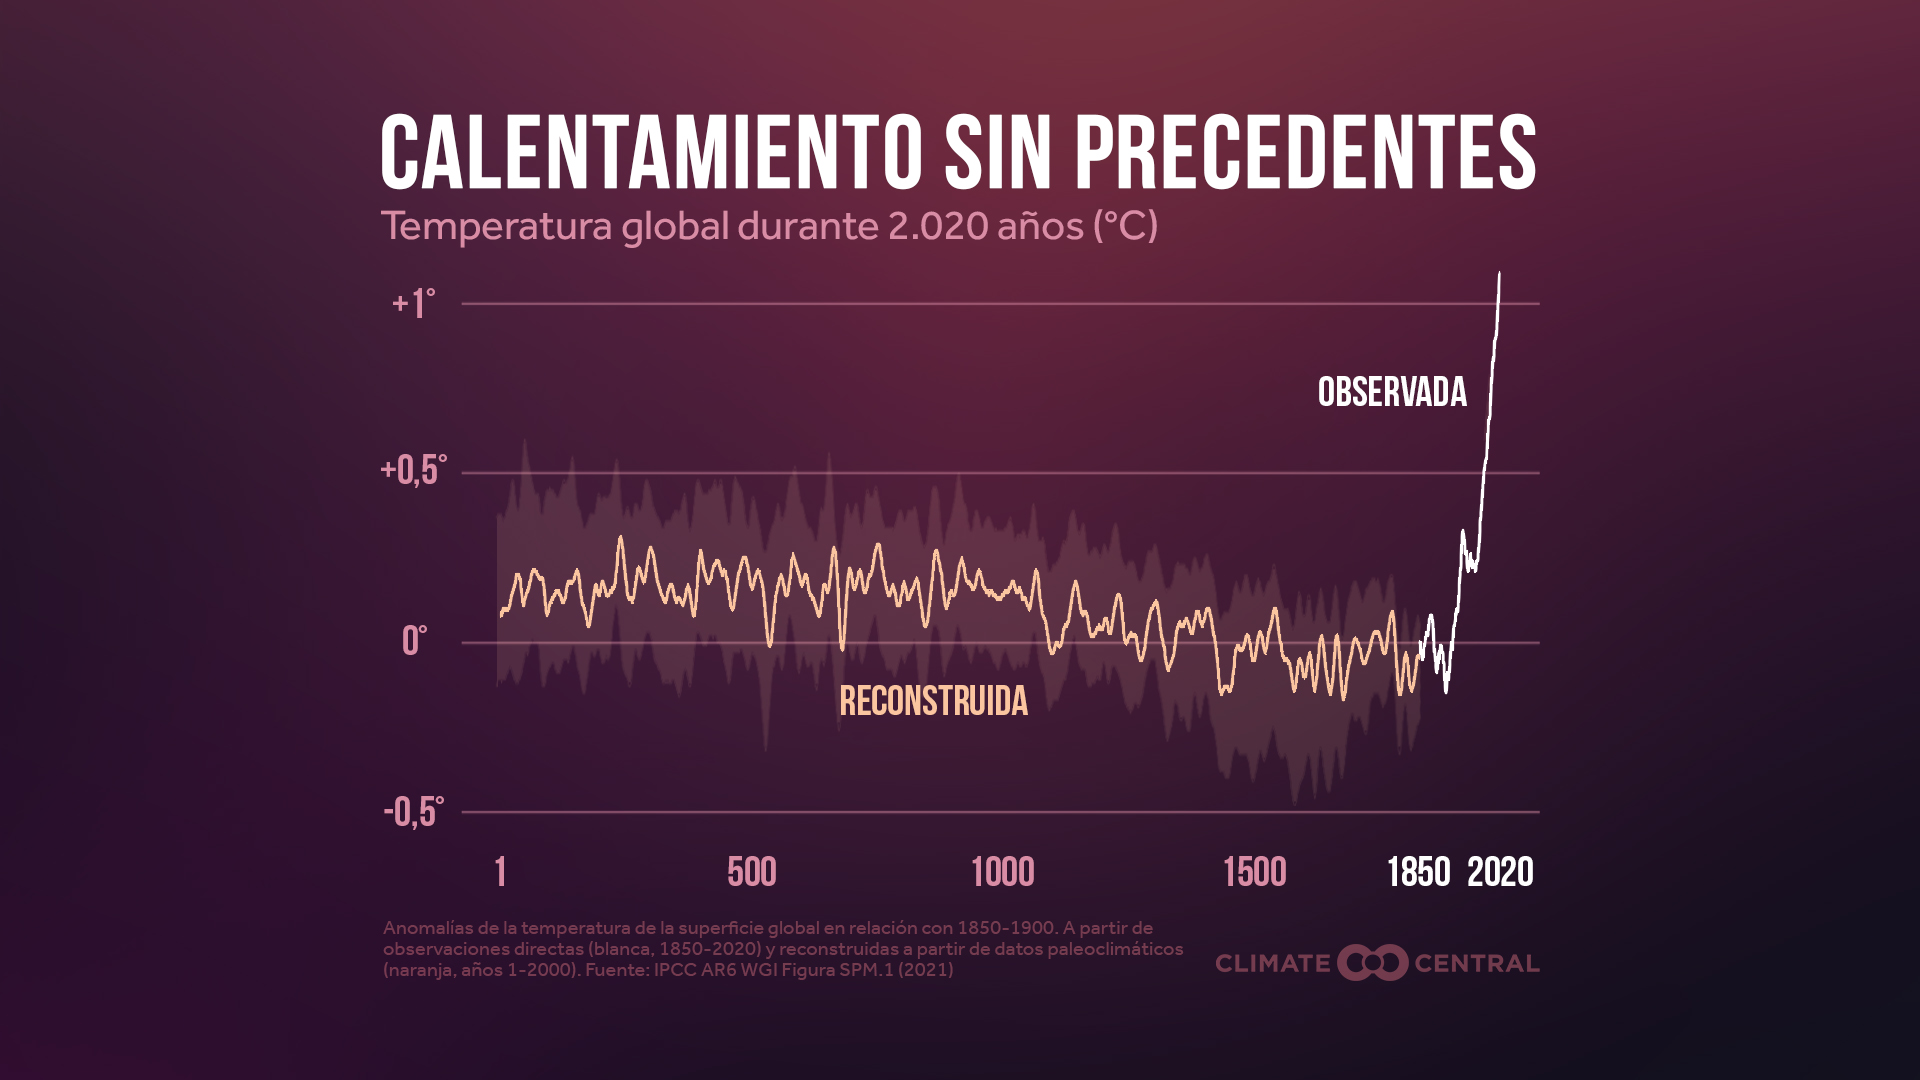 CALENTAMIENTO SIN PRECEDENTES
Temperatura global durante 2.020 años (°C)
+1°
OBSERVADA
+0,5°
0°
RECONSTRUIDA
-0,5°
1 500 1000 1500 1850 2020
Anomalías de la temperatura de la superficie global en relación con 1850-1900. A partir de
observaciones directas (blanca, 1850-2020) y reconstruidas a partir de datos paleoclimáticos
(naranja, años 1-2000). Fuente: IPCC AR6 WGI Figura SPM.1 (2021)
CLIMATE CENTRAL